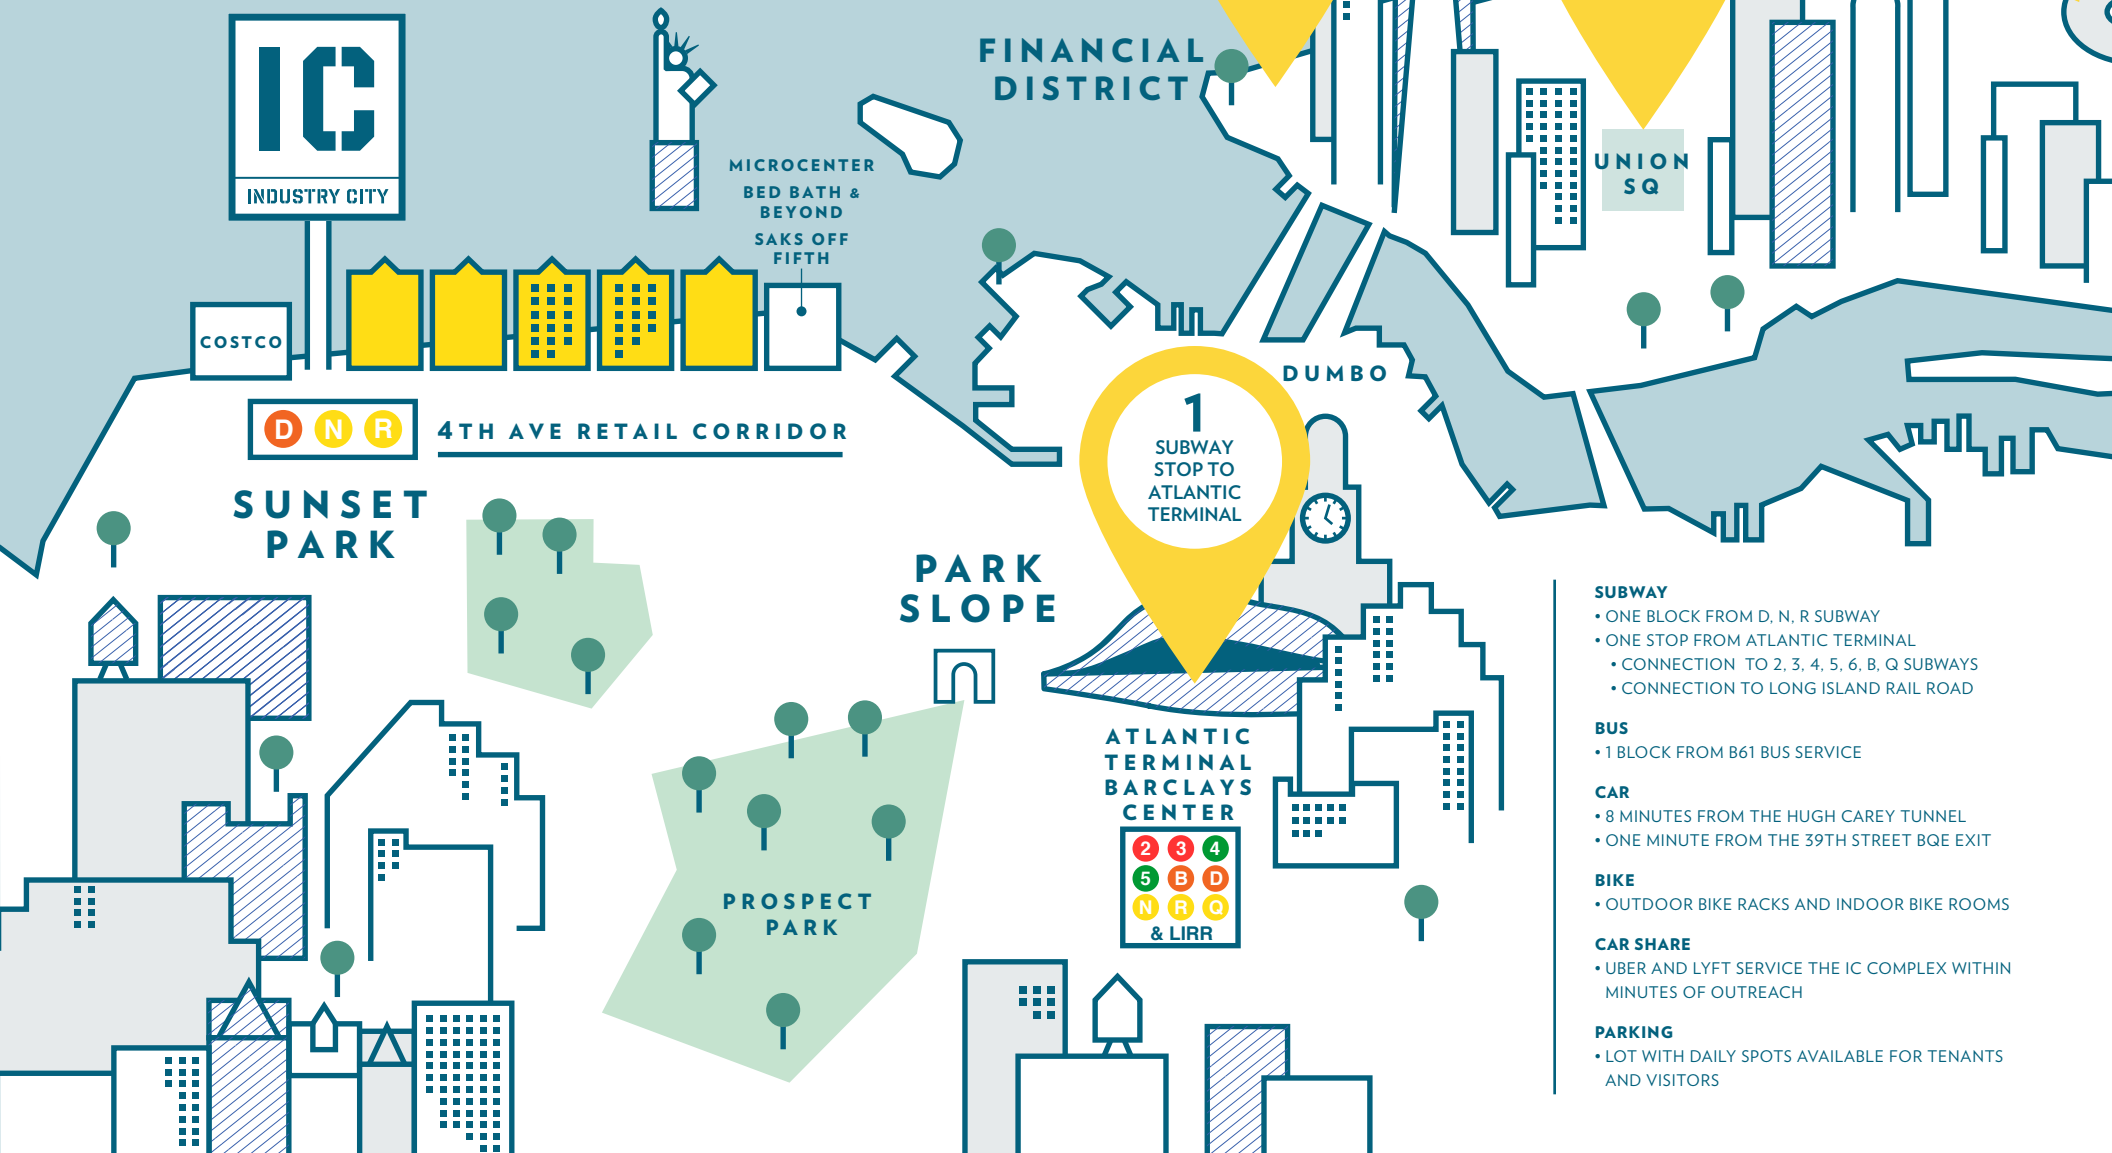 IC
INDUSTRY CITY
FINANCIAL
DISTRICT
MICROCENTER
BED BATH &
BEYOND
SAKS OFF
FIFTH
UNION
SQ
COSTCO
D N R
4TH AVE RETAIL CORRIDOR
DUMBO
1
SUBWAY
STOP TO
ATLANTIC
TERMINAL
SUNSET
PARK
PARK
SLOPE
ATLANTIC
TERMINAL
BARCLAYS
CENTER
2 3 4
5 B D
N R Q
& LIRR
PROSPECT
PARK
SUBWAY
• ONE BLOCK FROM D, N, R SUBWAY
• ONE STOP FROM ATLANTIC TERMINAL
• CONNECTION TO 2, 3, 4, 5, 6, B, Q SUBWAYS
• CONNECTION TO LONG ISLAND RAIL ROAD
BUS
• 1 BLOCK FROM B61 BUS SERVICE
CAR
• 8 MINUTES FROM THE HUGH CAREY TUNNEL
• ONE MINUTE FROM THE 39TH STREET BQE EXIT
BIKE
• OUTDOOR BIKE RACKS AND INDOOR BIKE ROOMS
CAR SHARE
• UBER AND LYFT SERVICE THE IC COMPLEX WITHIN
MINUTES OF OUTREACH
PARKING
• LOT WITH DAILY SPOTS AVAILABLE FOR TENANTS
AND VISITORS